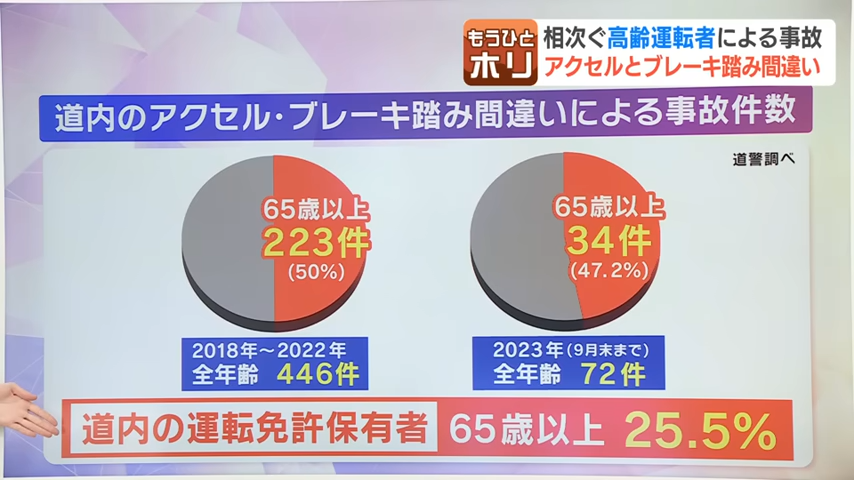 もうひと
ホリ
相次ぐ高齢運転者による事故
アクセルとブレーキ踏み間違い
道内のアクセル・ブレーキ踏み間違いによる事故件数
道警調べ
65歳以上
223件
(50%)
2018年～2022年
全年齢 446件
65歳以上
34件
(47.2%)
2023年(9月末まで)
全年齢 72件
道内の運転免許保有者 65歳以上 25.5%